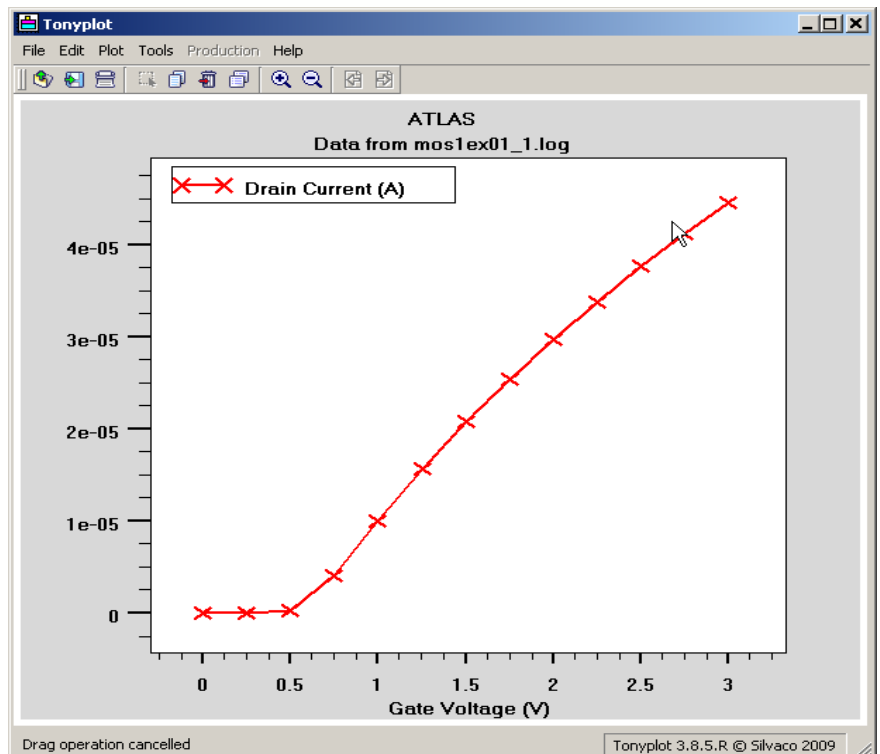 Tonyplot
File Edit Plot Tools Production Help
ATLAS
Data from mos1ex01_1.log
Drain Current (A)
4e-05
3e-05
2e-05
1e-05
0
0 0.5 1 1.5 2 2.5 3
Gate Voltage (V)
Drag operation cancelled
Tonyplot 3.8.5.R © Silvaco 2009